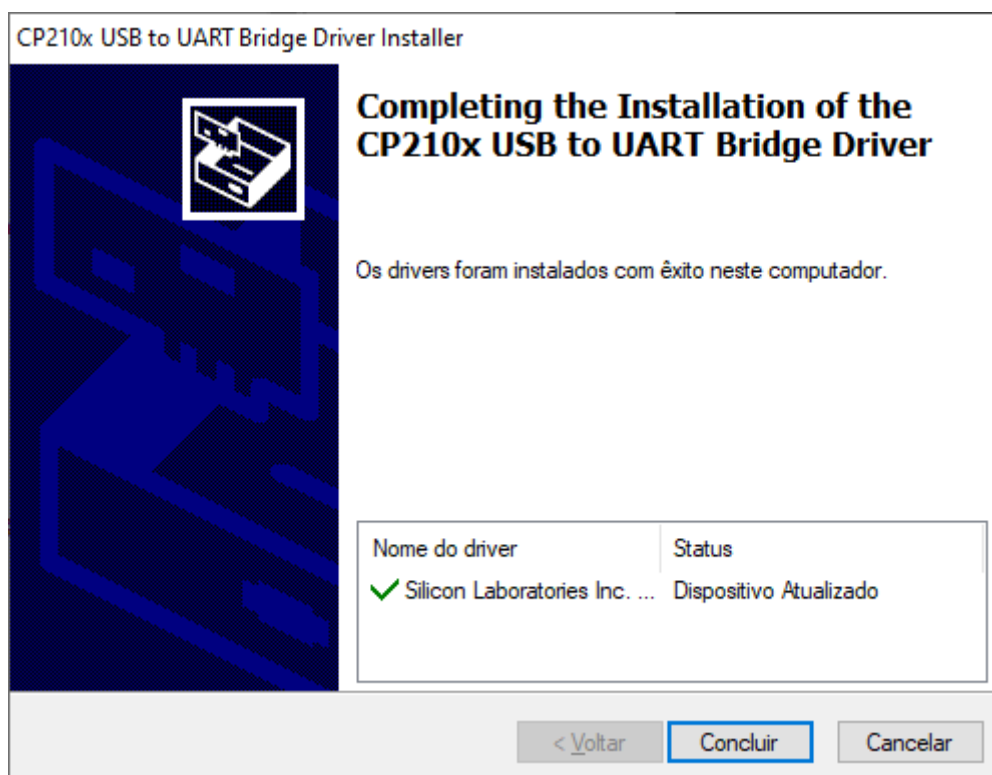 CP210x USB to UART Bridge Driver Installer
Completing the Installation of the
CP210x USB to UART Bridge Driver
Os drivers foram instalados com êxito neste computador.
Nome do driver Status
Silicon Laboratories Inc. ... Dispositivo Atualizado
< Voltar Concluir Cancelar